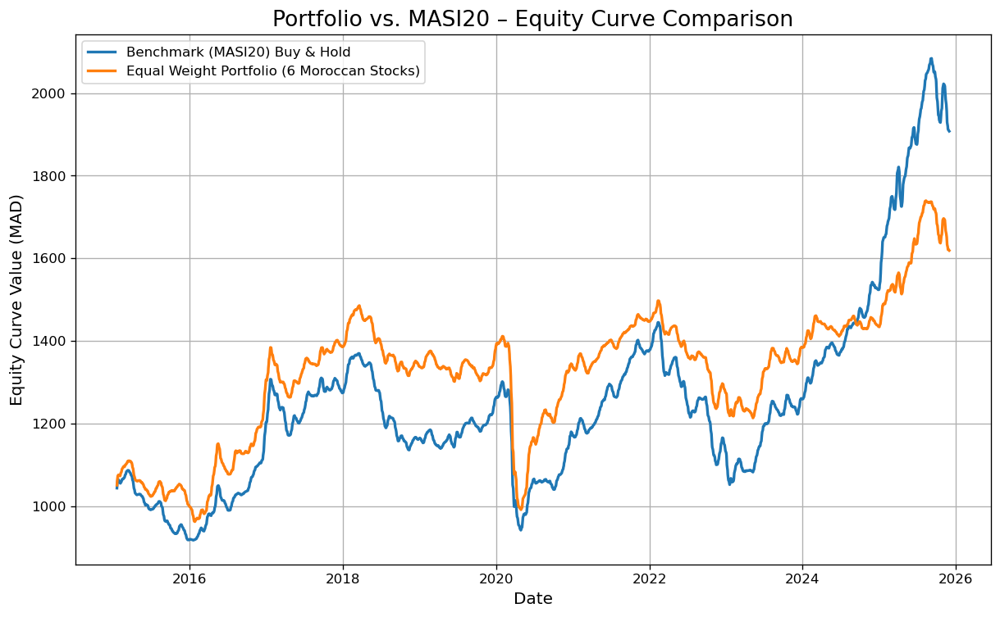 Portfolio vs. MASI20 – Equity Curve Comparison
Benchmark (MASI20) Buy & Hold
Equal Weight Portfolio (6 Moroccan Stocks)
Equity Curve Value (MAD)
2000
1800
1600
1400
1200
1000
2016
2018
2020
2022
2024
2026
Date